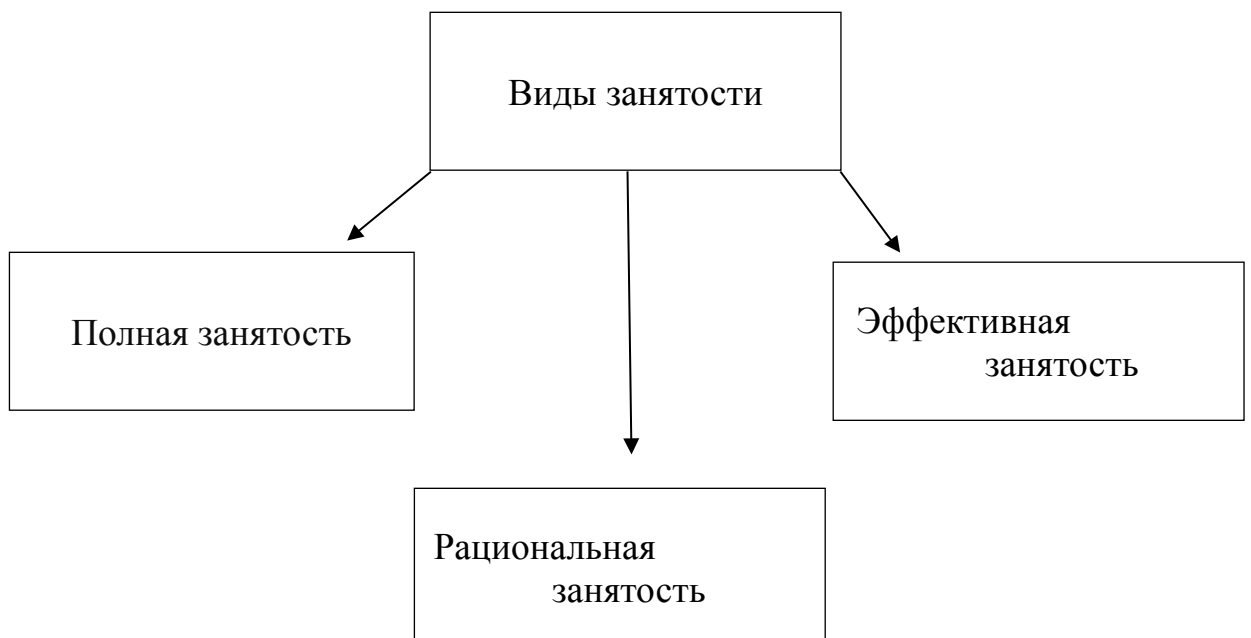 Виды занятости
Полная занятость
Эффективная
занятость
Рациональная
занятость